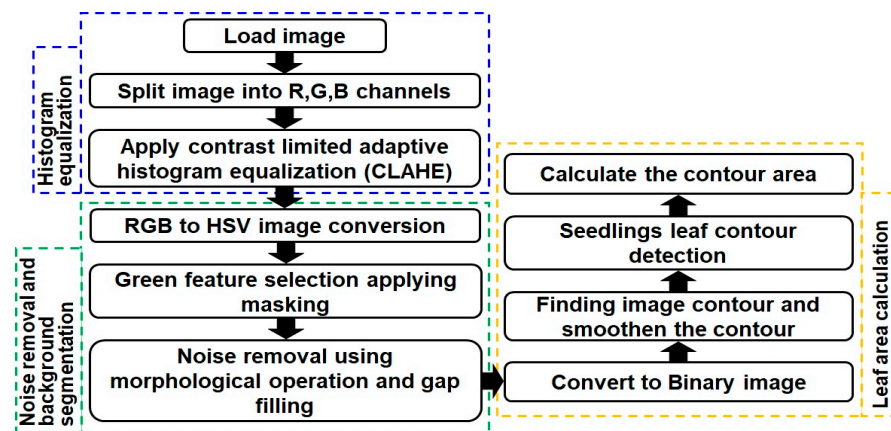 Histogram
equalization
Load image
Split image into R,G,B channels
Apply contrast limited adaptive
histogram equalization (CLAHE)
Noise removal and
background
segmentation
RGB to HSV image conversion
Green feature selection applying
masking
Noise removal using
morphological operation and gap
filling
Calculate the contour area
Seedlings leaf contour
detection
Finding image contour and
smoothen the contour
Convert to Binary image
Leaf area calculation